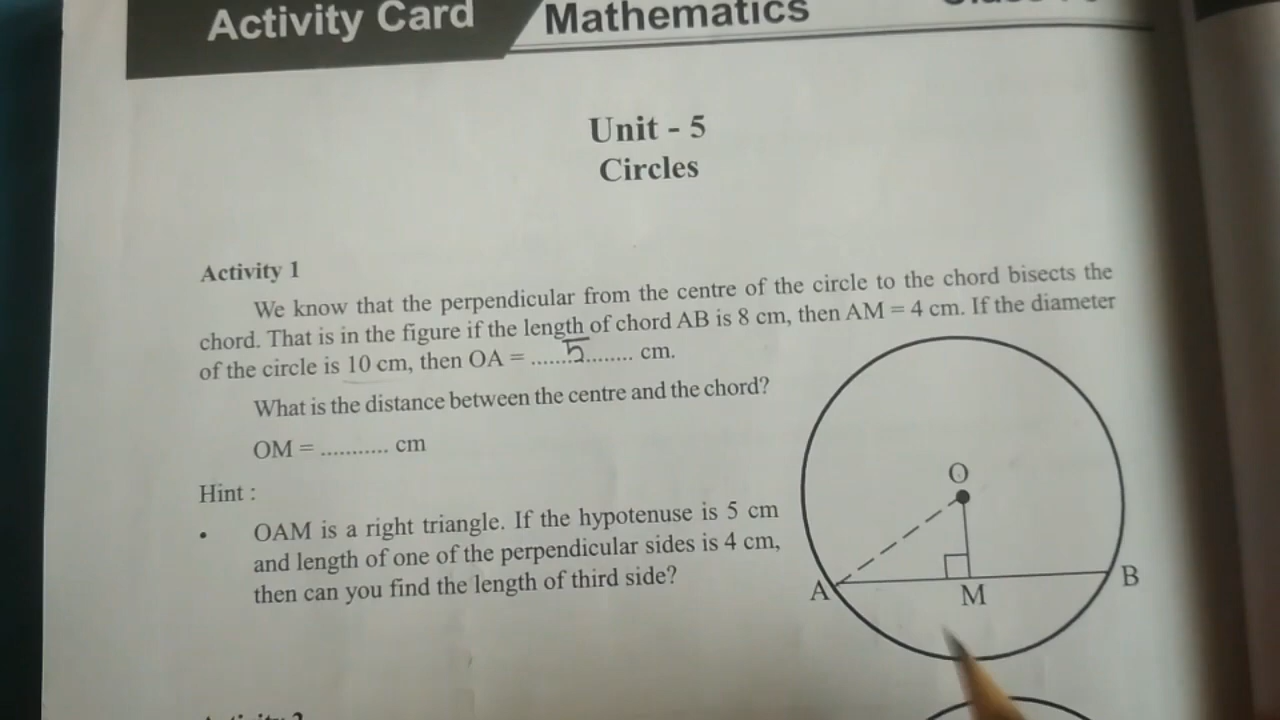 Activity Card
Mathematics
Unit - 5
Circles
Activity 1
We know that the perpendicular from the centre of the circle to the chord bisects the
chord. That is in the figure if the length of chord AB is 8 cm, then AM = 4 cm. If the diameter
of the circle is 10 cm, then OA = .......5........ cm.
What is the distance between the centre and the chord?
OM = ........... cm
Hint :
• OAM is a right triangle. If the hypotenuse is 5 cm
and length of one of the perpendicular sides is 4 cm,
then can you find the length of third side?
O
A
M
B